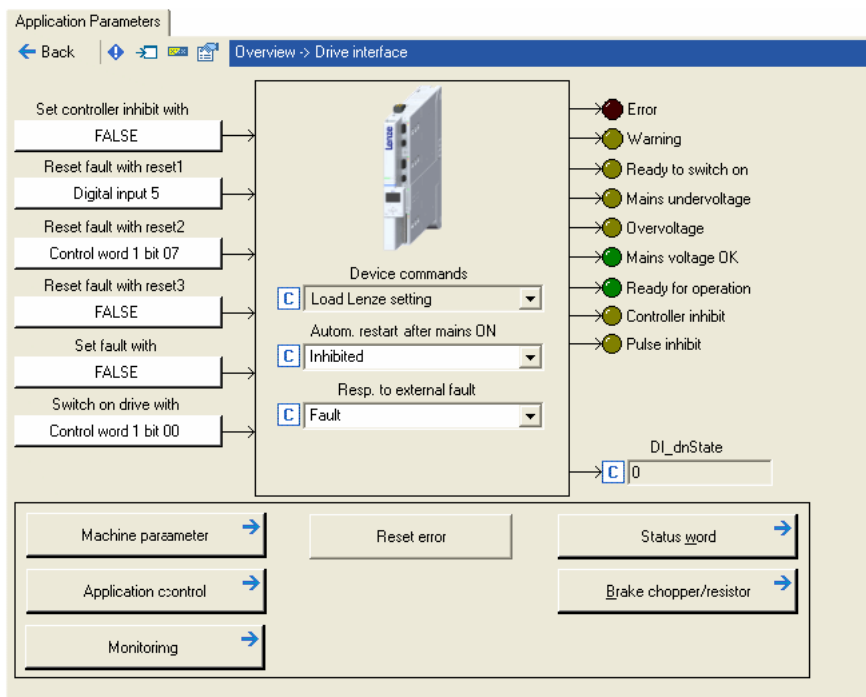 Application Parameters
Back
Overview -> Drive interface
Set controller inhibit with
FALSE
Reset fault with reset1
Digital input 5
Reset fault with reset2
Control word 1 bit 07
Reset fault with reset3
FALSE
Set fault with
FALSE
Switch on drive with
Control word 1 bit 00
Lenze
Device commands
C Load Lenze setting
Autom. restart after mains ON
C Inhibited
Resp. to external fault
C Fault
Error
Warning
Ready to switch on
Mains undervoltage
Overvoltage
Mains voltage OK
Ready for operation
Controller inhibit
Pulse inhibit
DI_dnState
C 0
Machine paraameter
Reset error
Status word
Application ccontrol
Brake chopper/resistor
Monitorimg